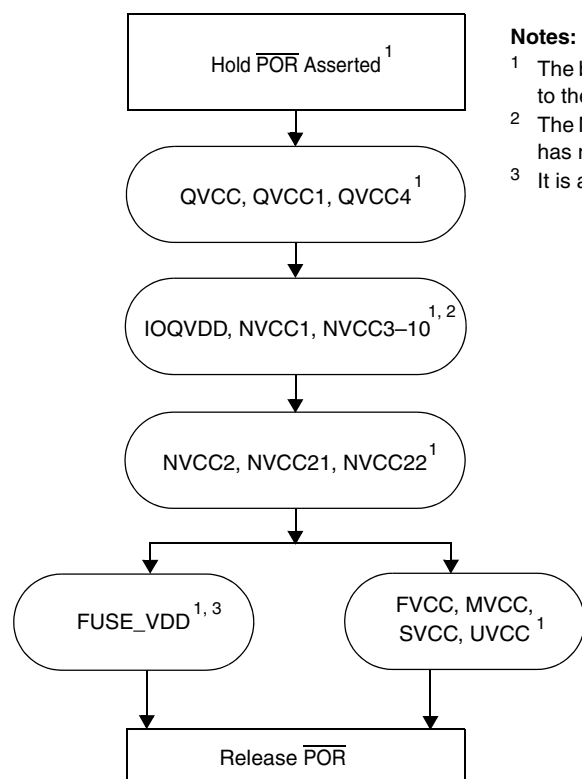 Hold POR Asserted 1
Notes:
1 The
to the
2 The
has
3 It is
QVCC, QVCC1, QVCC4 1
IOQVDD, NVCC1, NVCC3–10 1, 2
NVCC2, NVCC21, NVCC22 1
FUSE_VDD 1, 3
FVCC, MVCC,
SVCC, UVCC 1
Release POR